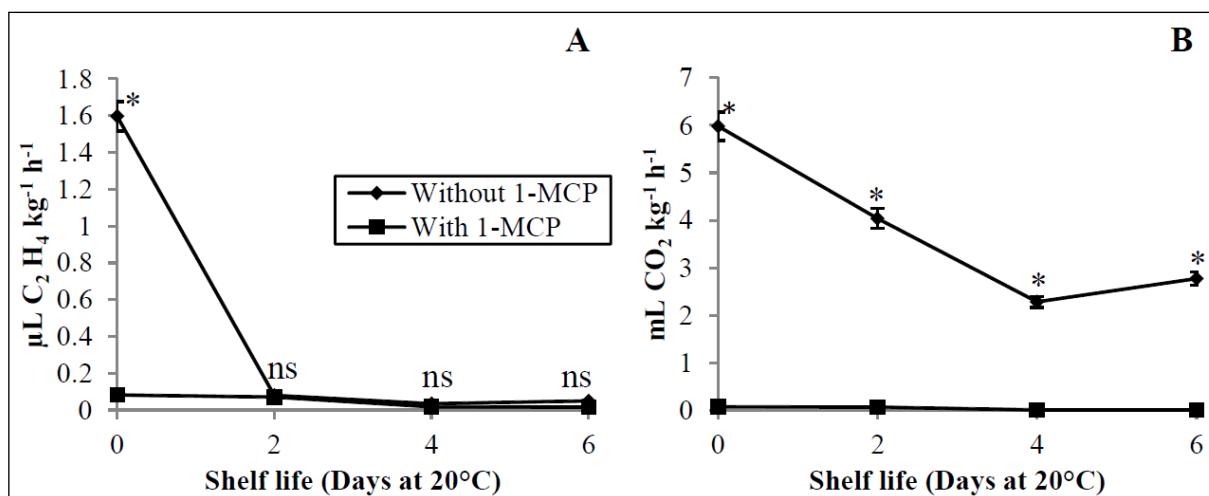 A
µL C₂ H₄ kg⁻¹ h⁻¹
1.8
1.6
1.4
1.2
1
0.8
0.6
0.4
0.2
0
*
ns
ns
ns
Without 1-MCP
With 1-MCP
0 2 4 6
Shelf life (Days at 20°C)
B
mL CO₂ kg⁻¹ h⁻¹
7
6
5
4
3
2
1
0
*
*
*
*
0 2 4 6
Shelf life (Days at 20°C)